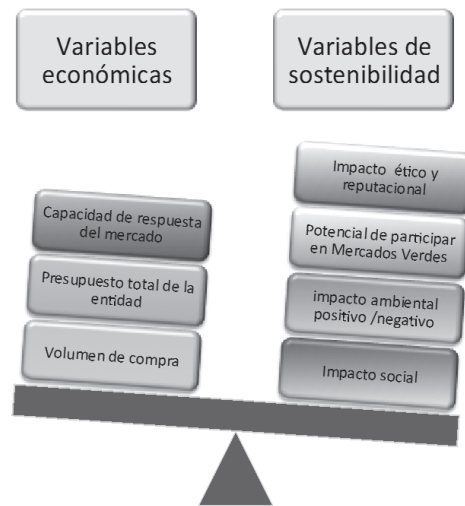 Variables
económicas
Variables de
sostenibilidad
Capacidad de respuesta
del mercado
Presupuesto total de la
entidad
Volumen de compra
Impacto ético y
reputacional
Potencial de participar
en Mercados Verdes
impacto ambiental
positivo /negativo
Impacto social